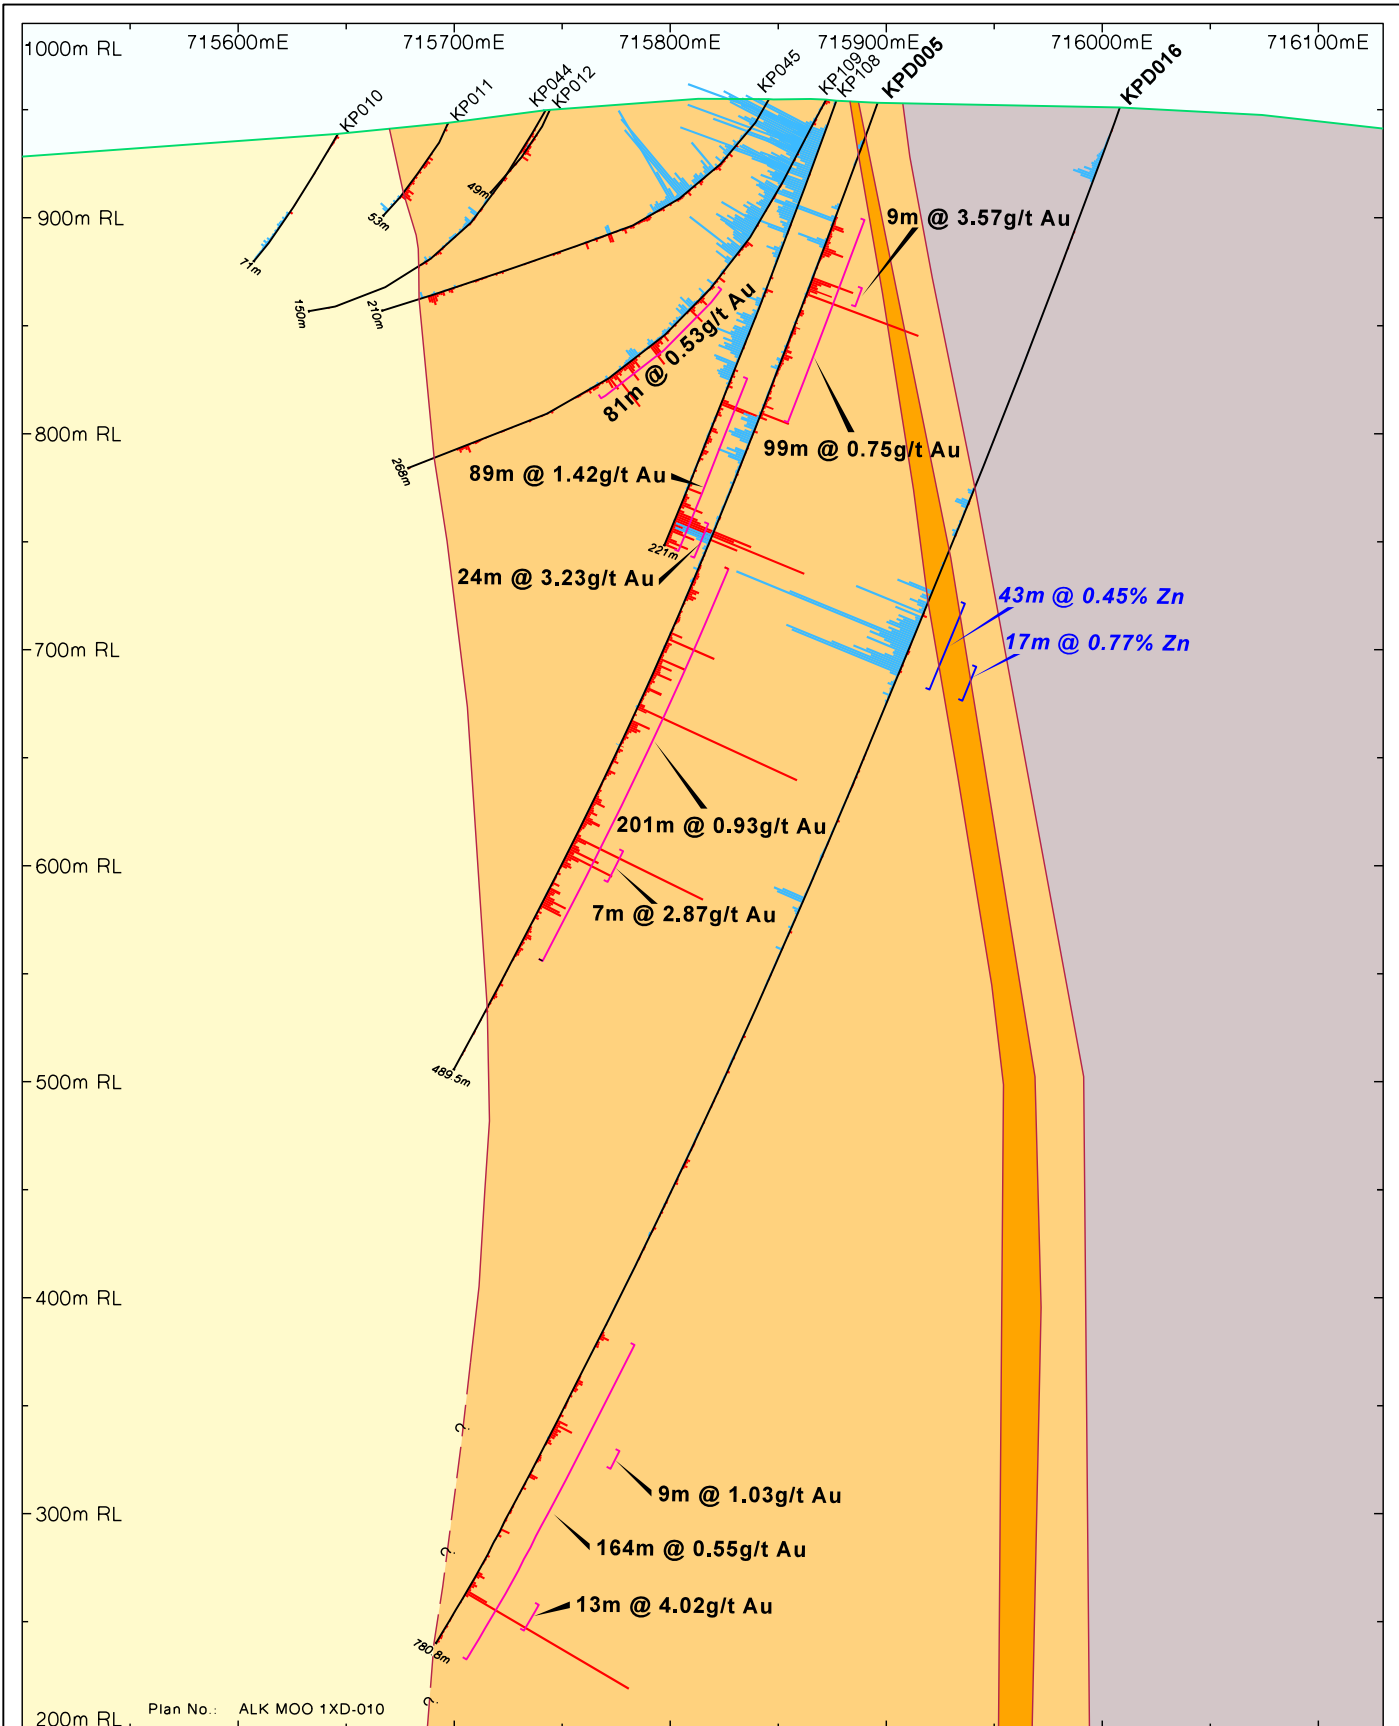 1000m RL
715600mE
715700mE
715800mE
715900mE
716000mE
716100mE
KP010
KP011
KP044
KP012
KP045
KP109
KP108
KPD005
KPD016
49m
53m
900m RL
9m @ 3.57g/t Au
71m
150m
210m
81m @ 0.53g/t Au
800m RL
99m @ 0.75g/t Au
268m
89m @ 1.42g/t Au
221m
24m @ 3.23g/t Au
43m @ 0.45% Zn
700m RL
17m @ 0.77% Zn
201m @ 0.93g/t Au
600m RL
7m @ 2.87g/t Au
489.5m
500m RL
400m RL
?
9m @ 1.03g/t Au
300m RL
164m @ 0.55g/t Au
?
13m @ 4.02g/t Au
780.8m
?
Plan No.: ALK MOO 1XD-010
200m RL